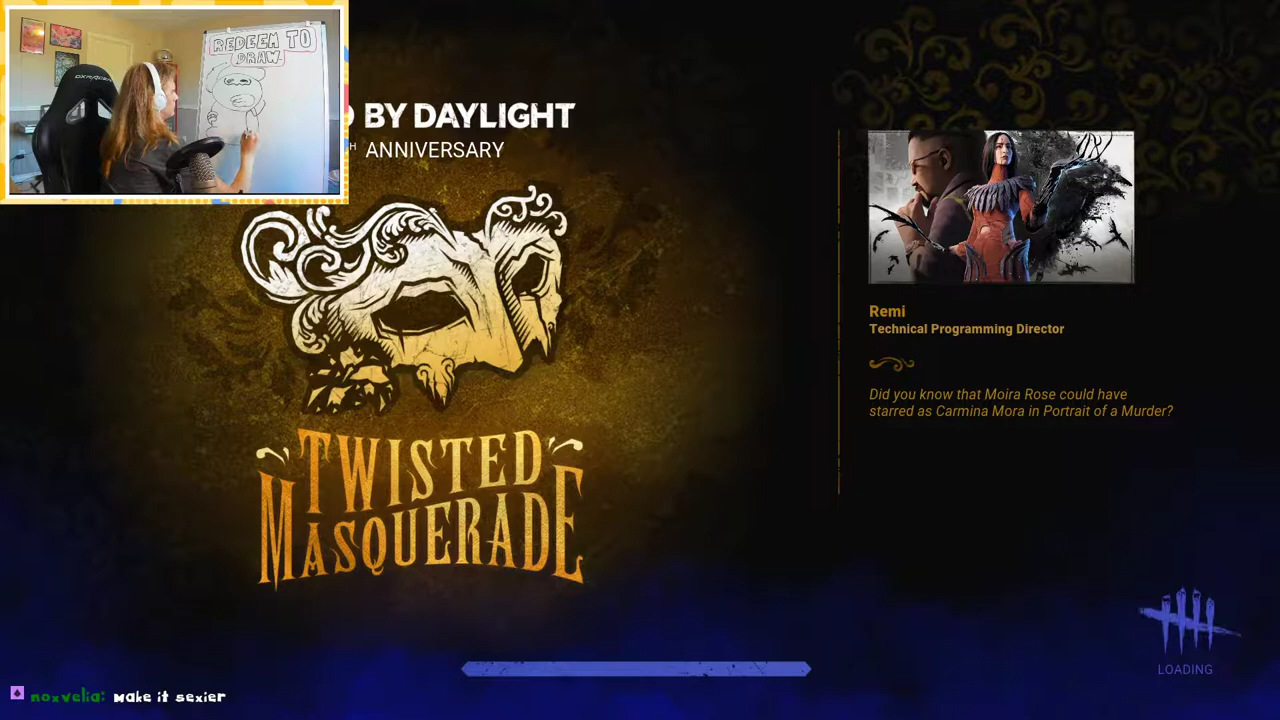 REDEEM TO
DRAW
DXRACER
BY DAYLIGHT
H ANNIVERSARY
TWISTED
MASQUERADE
Remi
Technical Programming Director
Did you know that Moira Rose could have
starred as Carmina Mora in Portrait of a Murder?
LOADING
noxvelia: make it sexier